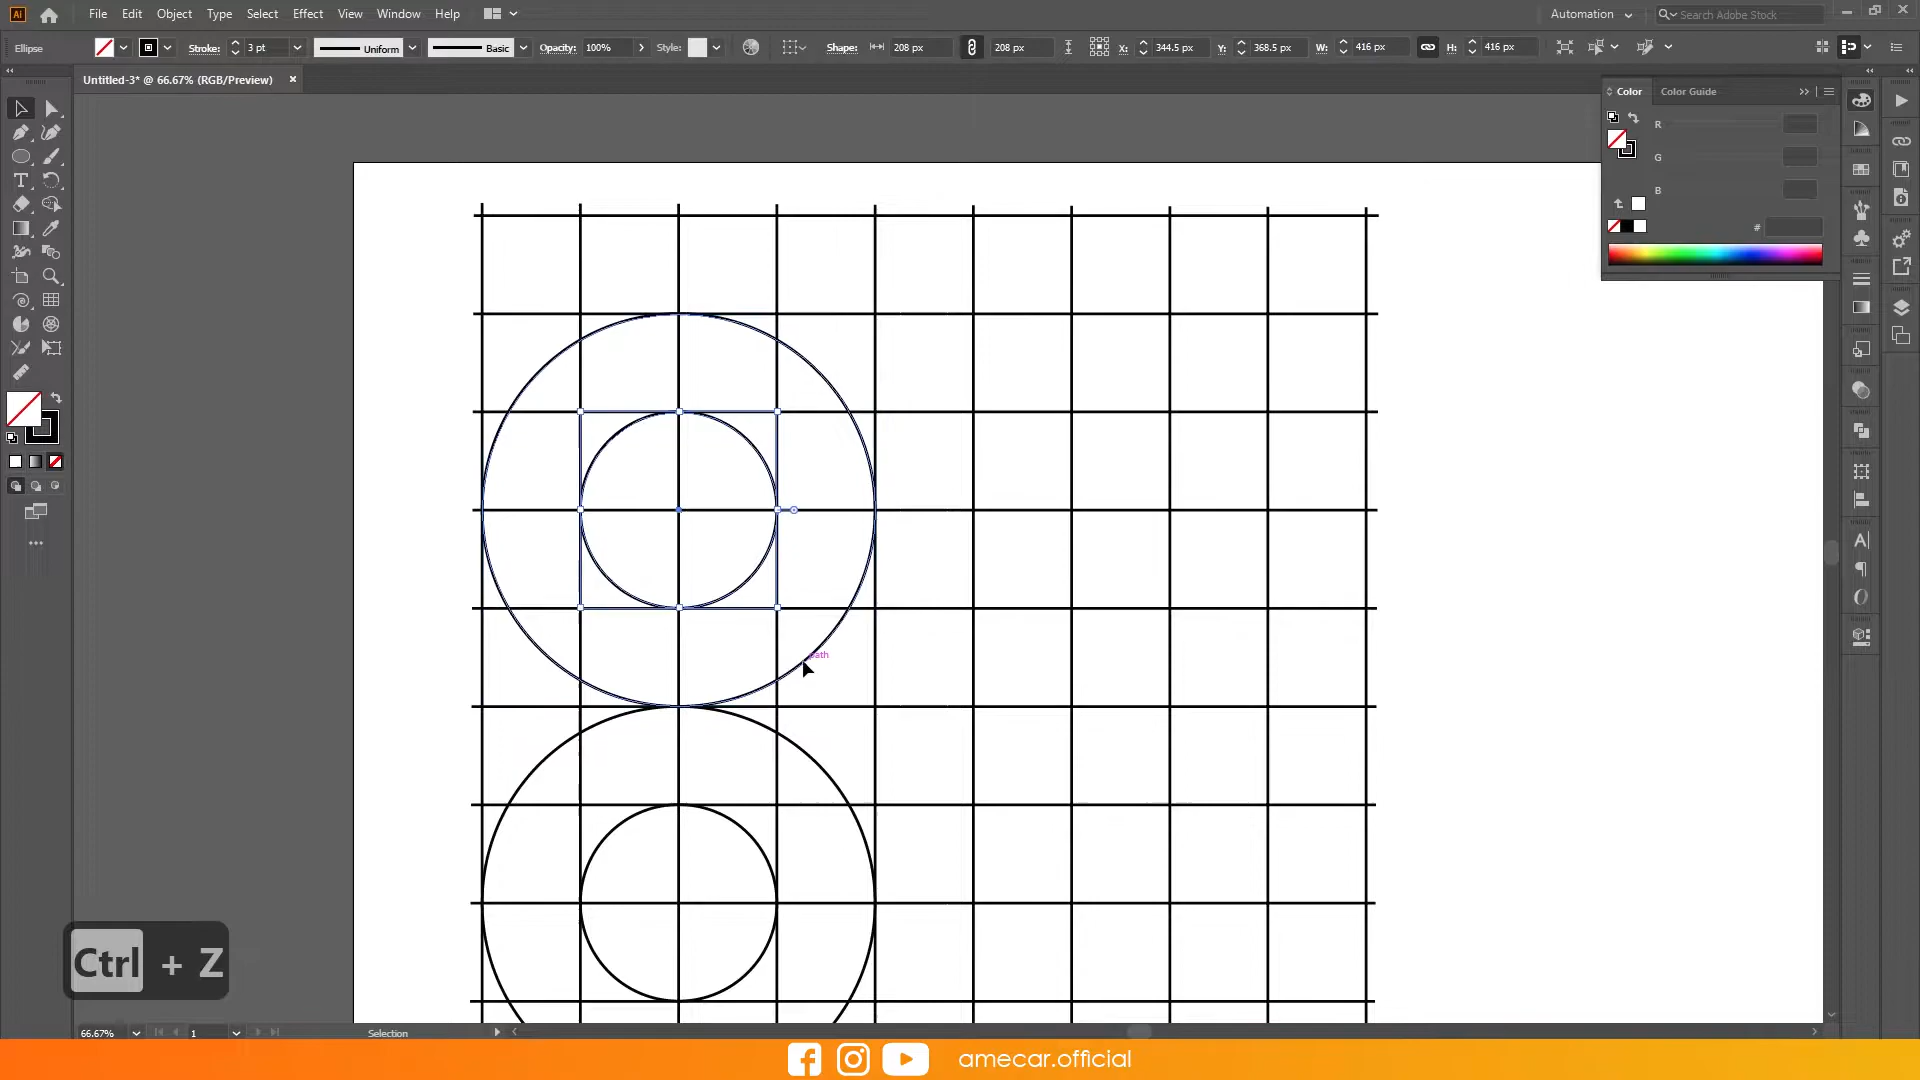 Ai File Edit Object Type Select Effect View Window Help Automation Search Adobe Stock
Ellipse Stroke: 3 pt Uniform Basic Opacity: 100% Style: Shape: 208 px 208 px X: 344.5 px Y: 368.5 px W: 416 px H: 416 px
Untitled-3* @ 66.67% (RGB/Preview) ×
Color Color Guide
R
G
B
#
path
Ctrl + Z
66.67% 1 Selection
amecar.official